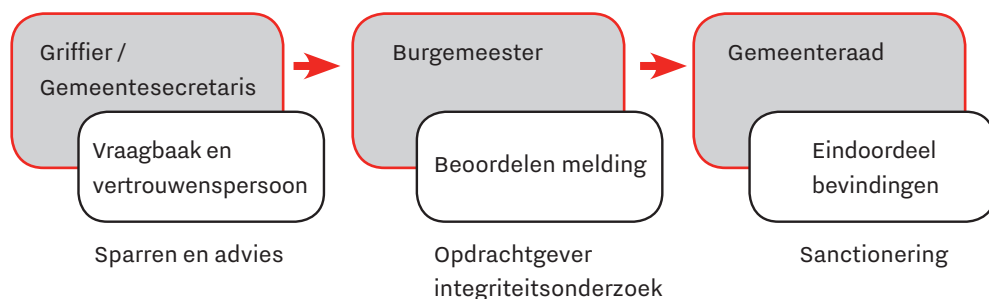 Griffier /
Gemeentesecretaris
Vraagbaak en
vertrouwenspersoon
Sparren en advies
Burgemeester
Beoordelen melding
Opdrachtgever
integriteitsonderzoek
Gemeenteraad
Eindoordeel
bevindingen
Sanctionering